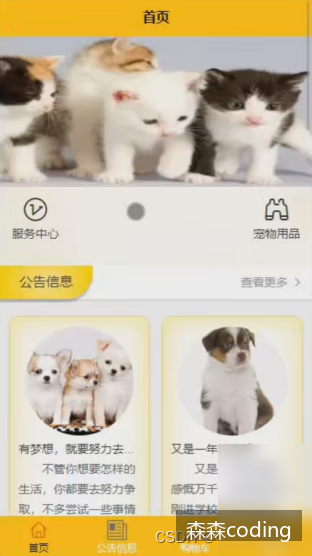 首页
服务中心
宠物用品
公告信息
查看更多
有梦想，就要努力去...
不管你想要怎样的
生活，你都要去努力争
取，不多尝试一些事情
又是一年
又是
感慨万千
刚进学校
首页
公告信息
购物车
森森coding